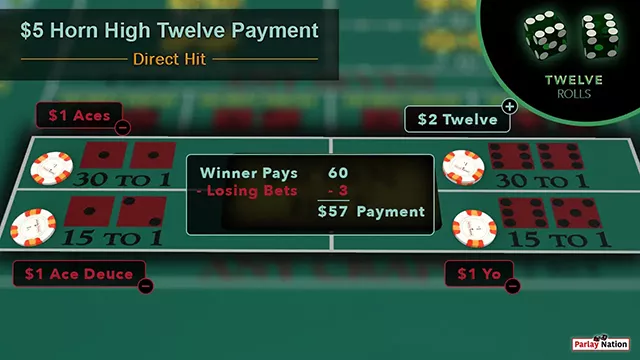 $5 Horn High Twelve Payment
Direct Hit
TWELVE
ROLLS
$1 Aces
$2 Twelve
30 TO 1
30 TO 1
Winner Pays 60
- Losing Bets - 3
$57 Payment
15 TO 1
15 TO 1
$1 Ace Deuce
$1 Yo
Parlay Nation